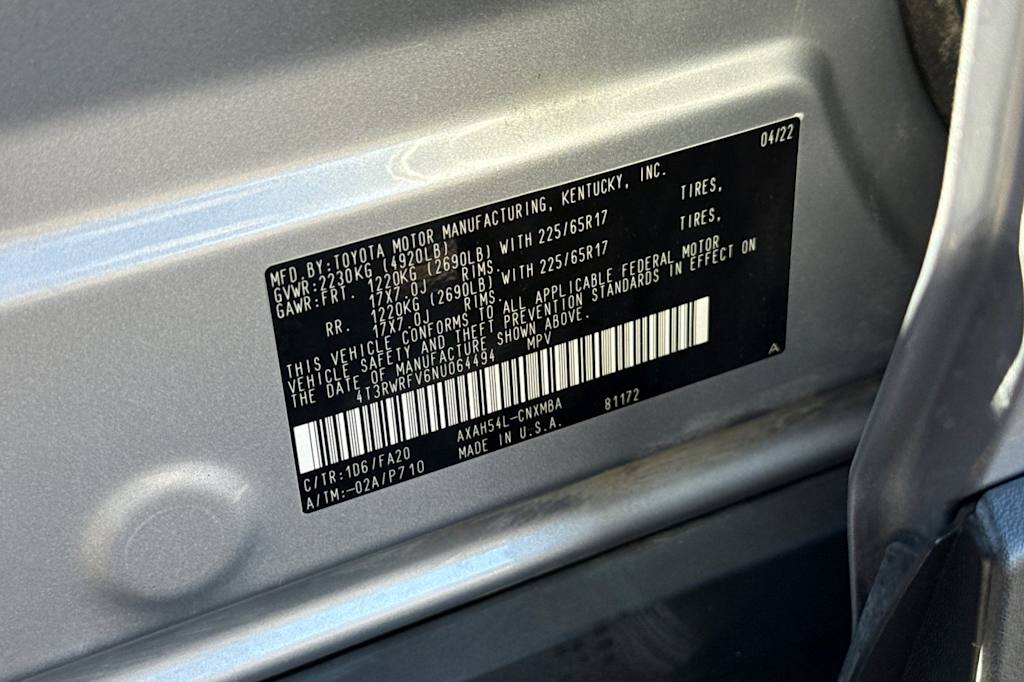 04/22
MFD. BY: TOYOTA MOTOR MANUFACTURING, KENTUCKY, INC.
GVWR: 2230KG (4920LB)
GAWR: FRT. 1220KG (2690LB) WITH 225/65R17 TIRES,
17X7.0J RIMS.
RR. 1220KG (2690LB) WITH 225/65R17 TIRES,
17X7.0J RIMS.
THIS VEHICLE CONFORMS TO ALL APPLICABLE FEDERAL MOTOR
VEHICLE SAFETY AND THEFT PREVENTION STANDARDS IN EFFECT ON
THE DATE OF MANUFACTURE SHOWN ABOVE.
4T3RWRFV6NU064494 MPV
A
C/TR: 1D6/FA20 AXAH54L-CNXMBA 81172
A/TM: -02A/P710 MADE IN U.S.A.